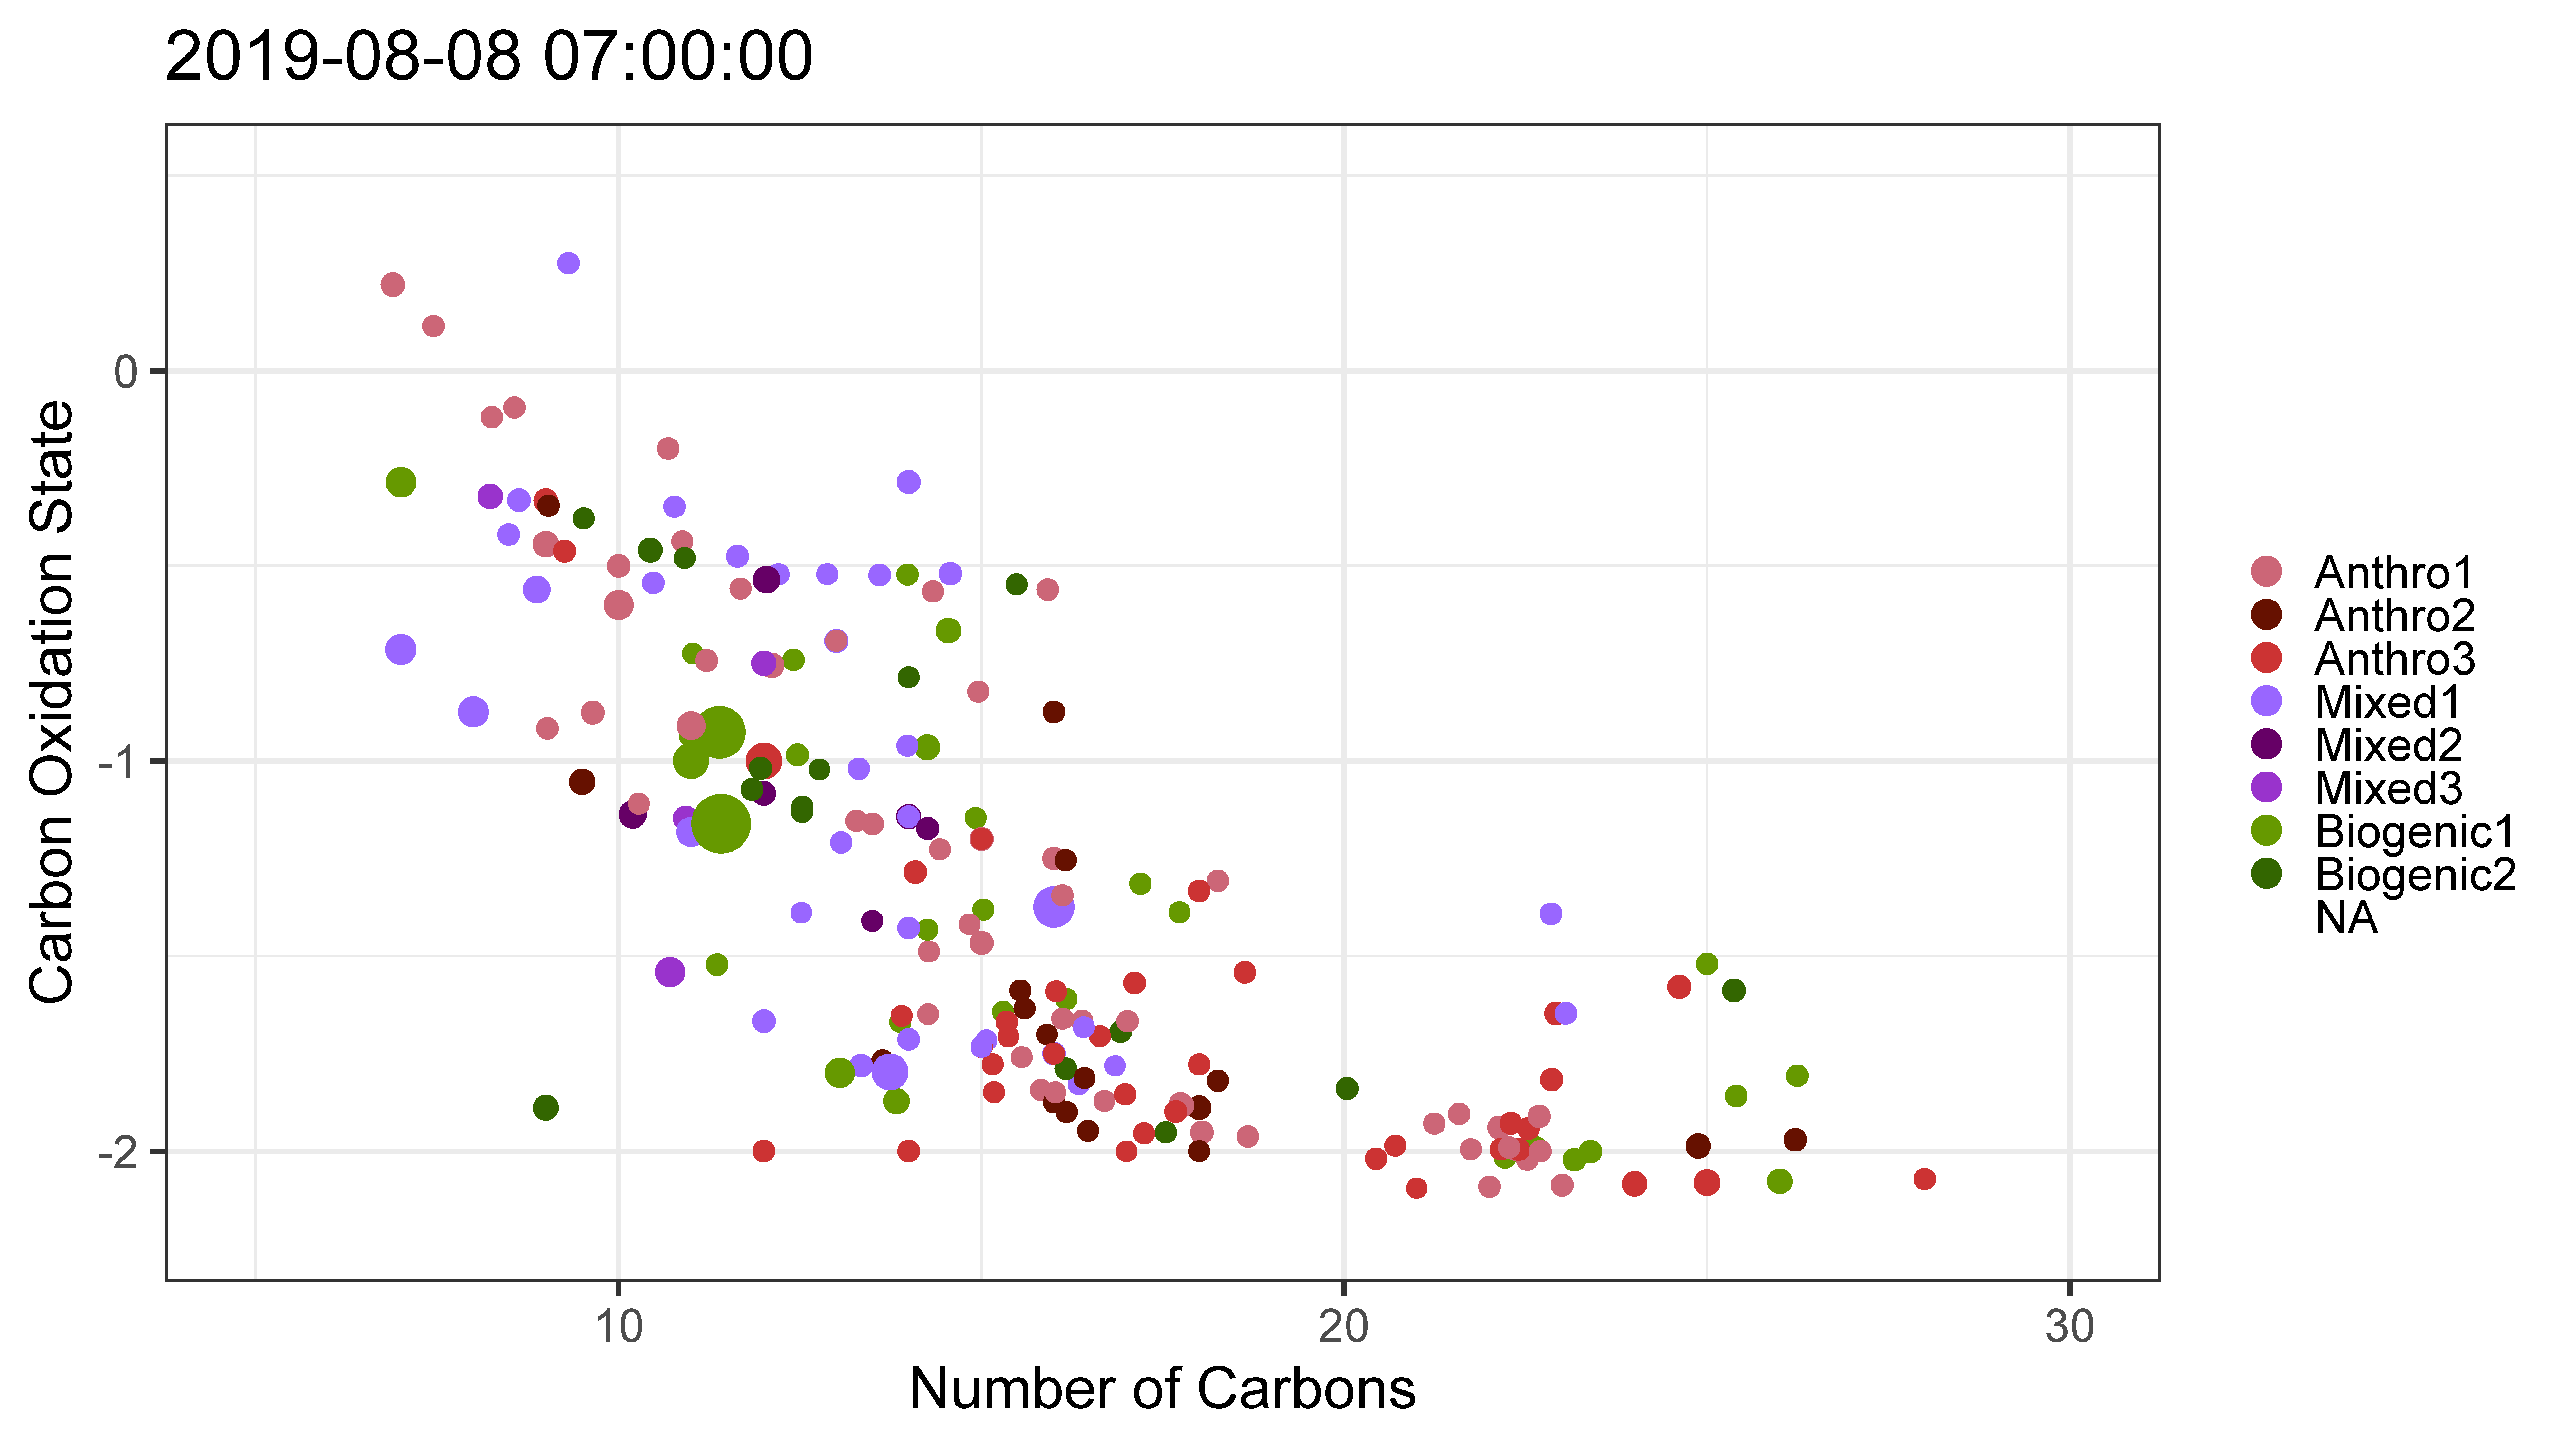 2019-08-08 07:00:00
Carbon Oxidation State
0
-1
-2
10
20
30
Number of Carbons
Anthro1
Anthro2
Anthro3
Mixed1
Mixed2
Mixed3
Biogenic1
Biogenic2
NA